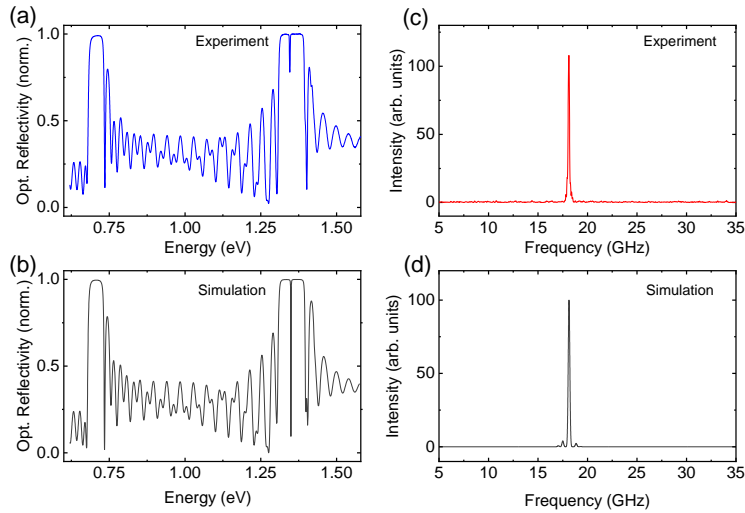 (a)
Experiment
Opt. Reflectivity (norm.)
1.0
0.5
0.0
0.75 1.00 1.25 1.50
Energy (eV)
(b)
Simulation
Opt. Reflectivity (norm.)
1.0
0.5
0.0
0.75 1.00 1.25 1.50
Energy (eV)
(c)
Experiment
Intensity (arb. units)
100
50
0
5 10 15 20 25 30 35
Frequency (GHz)
(d)
Simulation
Intensity (arb. units)
100
50
0
5 10 15 20 25 30 35
Frequency (GHz)